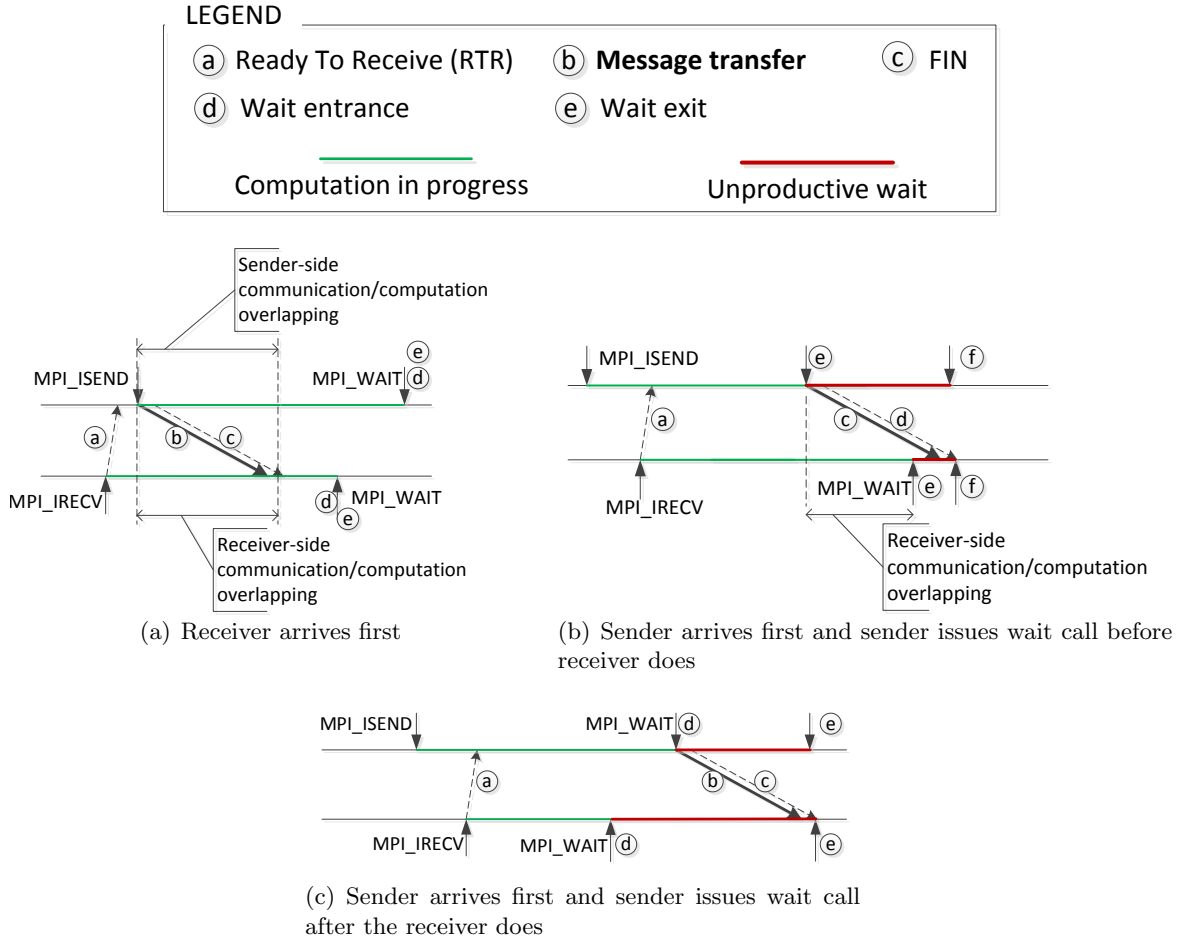 LEGEND
ⓐ Ready To Receive (RTR) ⓑ Message transfer ⓒ FIN
ⓓ Wait entrance ⓔ Wait exit
Computation in progress Unproductive wait
Sender-side
communication/computation
overlapping
ⓔ
MPI_ISEND MPI_WAIT ⓓ
ⓐ ⓑ ⓒ
MPI_IRECV ⓓ MPI_WAIT
ⓔ
Receiver-side
communication/computation
overlapping
(a) Receiver arrives first
MPI_ISEND ⓔ ⓕ
ⓐ ⓒ ⓓ
MPI_IRECV MPI_WAIT ⓔ ⓕ
Receiver-side
communication/computation
overlapping
(b) Sender arrives first and sender issues wait call before
receiver does
MPI_ISEND MPI_WAIT ⓓ ⓔ
ⓐ ⓑ ⓒ
MPI_IRECV MPI_WAIT ⓓ ⓔ
(c) Sender arrives first and sender issues wait call
after the receiver does